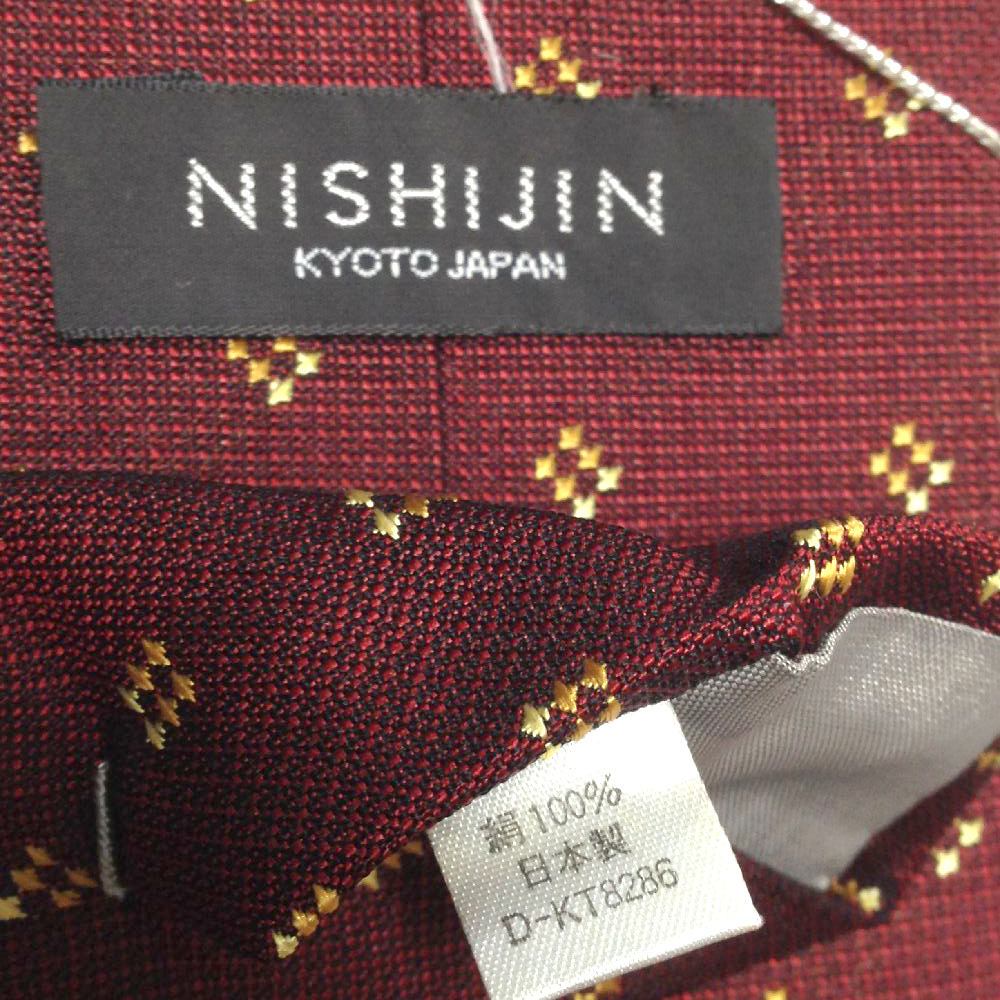 NISHIJIN
KYOTO JAPAN
絹100%
日本製
D-KT8286